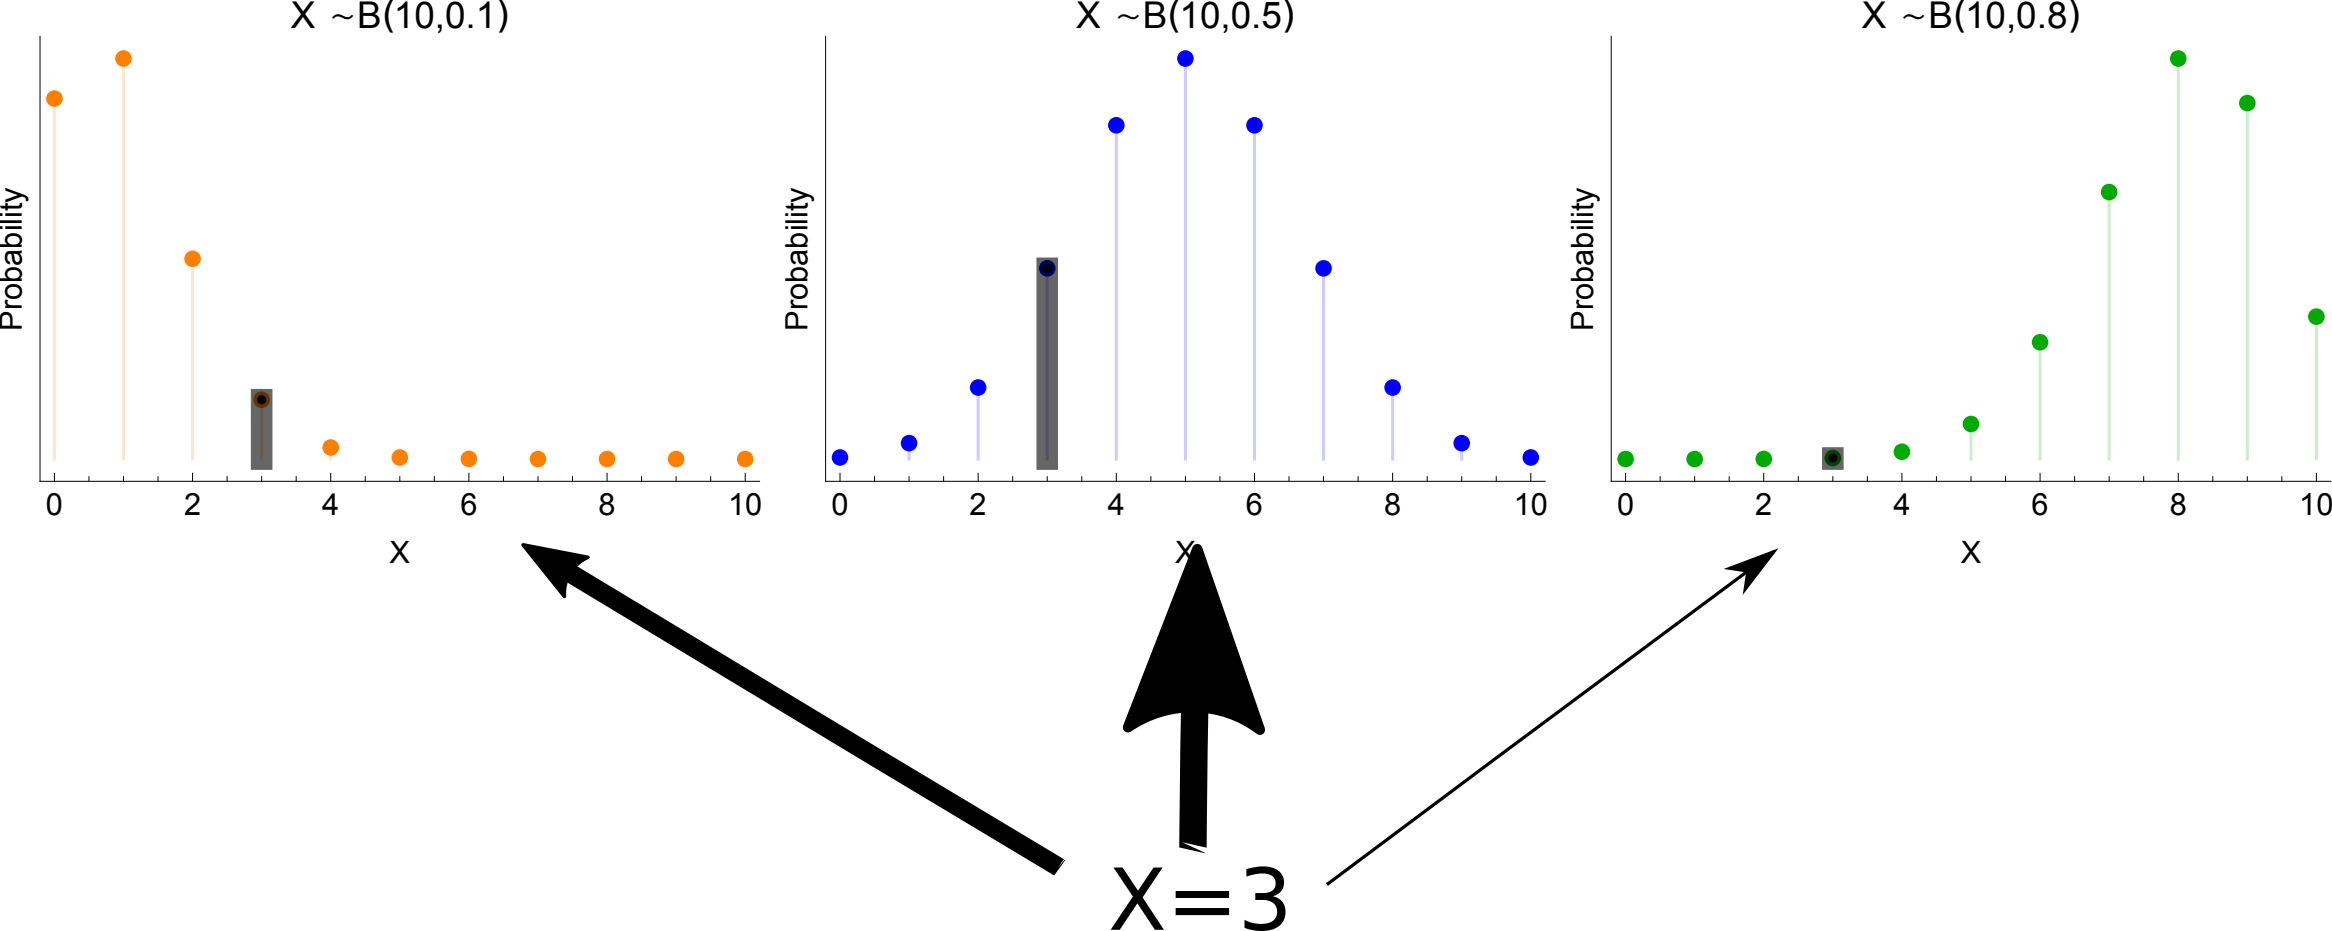 X ~B(10,0.1)
Probability
0 2 4 6 8 10
X
X ~B(10,0.5)
Probability
0 2 4 6 8 10
X
X ~B(10,0.8)
Probability
0 2 4 6 8 10
X
X=3